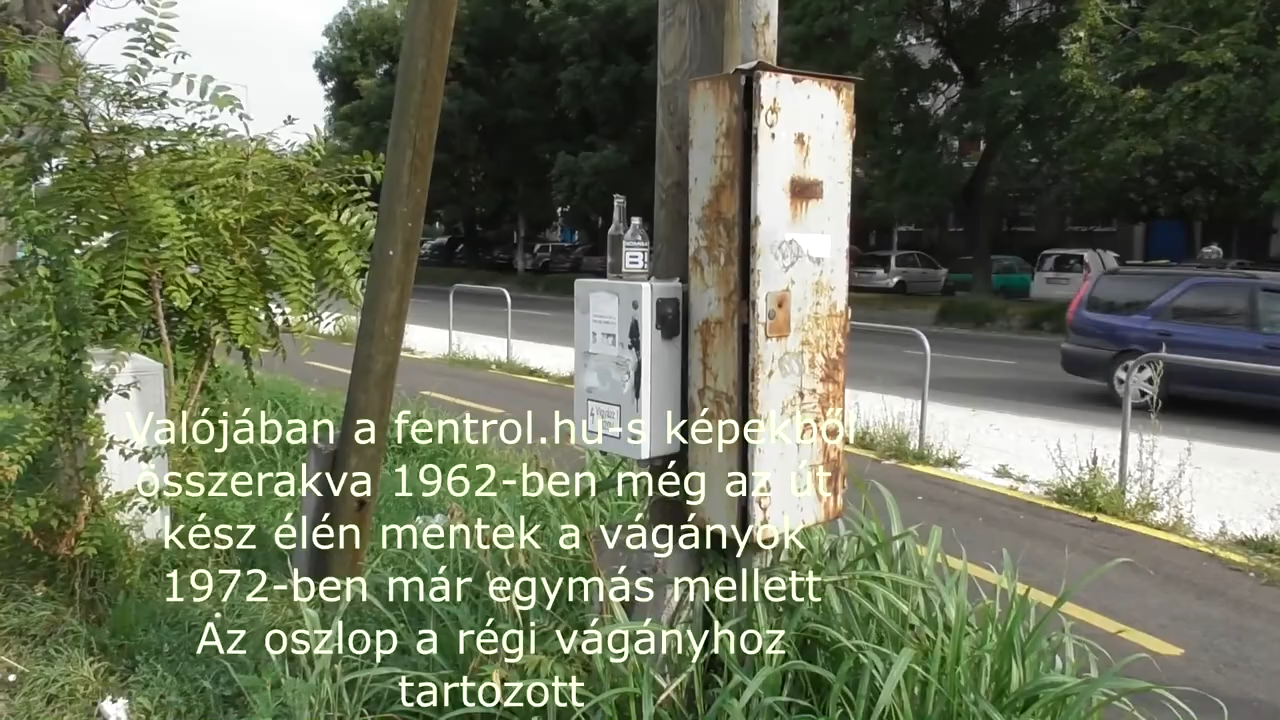 B!
Vigyázz
Valójában a fentrol.hu-s képekből
összerakva 1962-ben még az út
kész élén mentek a vágányok
1972-ben már egymás mellett
Az oszlop a régi vágányhoz
tartozott